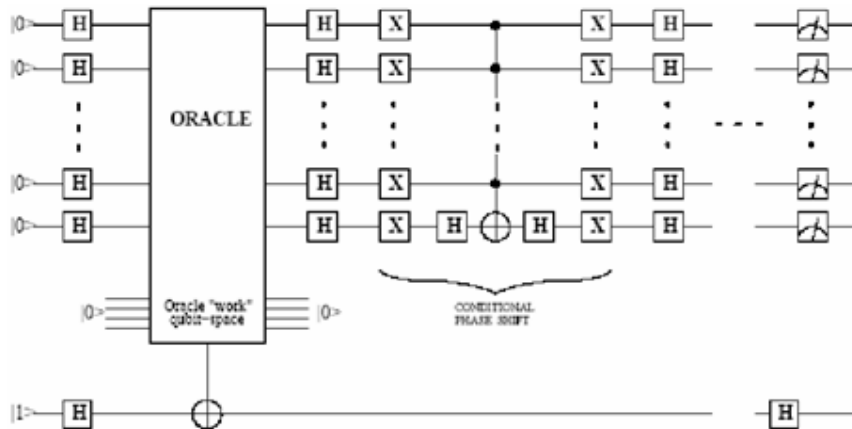 |0> H H X X H
|0> H H X X H
ORACLE
|0> H H X X H
|0> H H X H H X H
|0> Oracle "work" |0>
qubit-space
CONDITIONAL
PHASE SHIFT
|1> H H